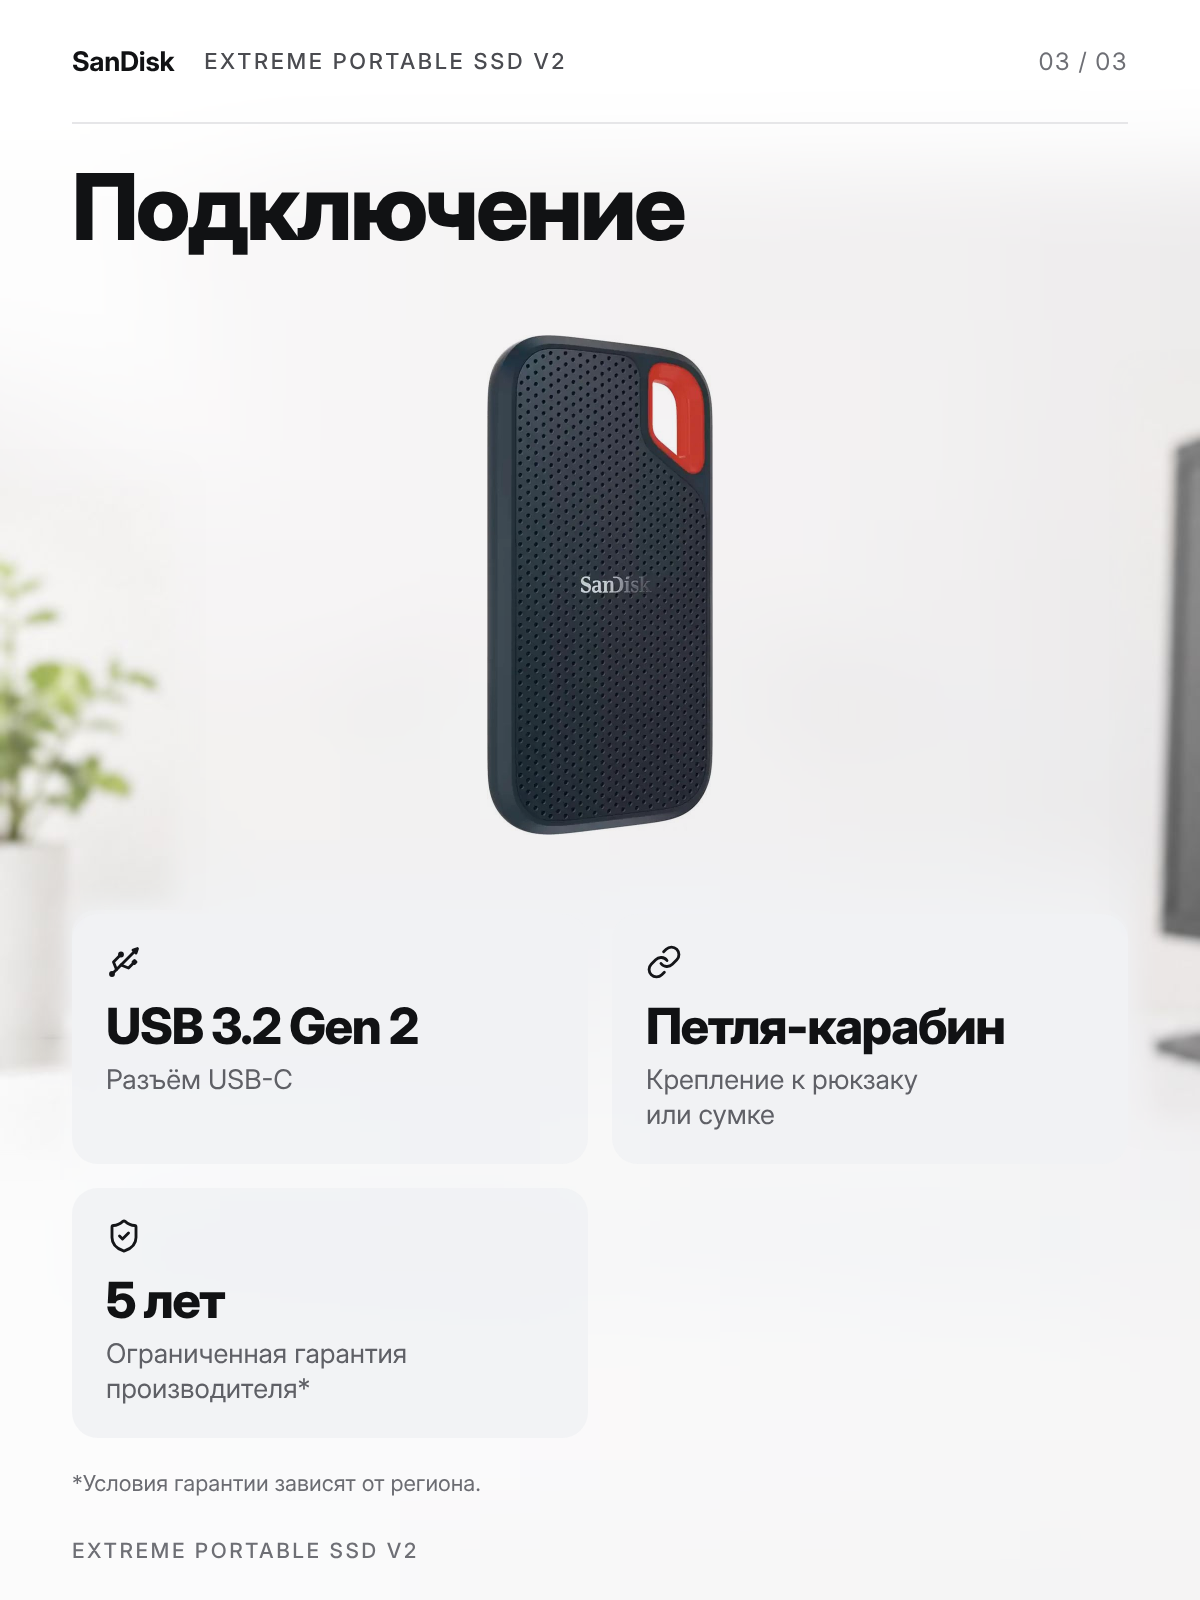 SanDisk EXTREME PORTABLE SSD V2 03 / 03
Подключение
SanDisk
USB 3.2 Gen 2
Разъём USB-C
Петля-карабин
Крепление к рюкзаку
или сумке
5 лет
Ограниченная гарантия
производителя*
*Условия гарантии зависят от региона.
EXTREME PORTABLE SSD V2